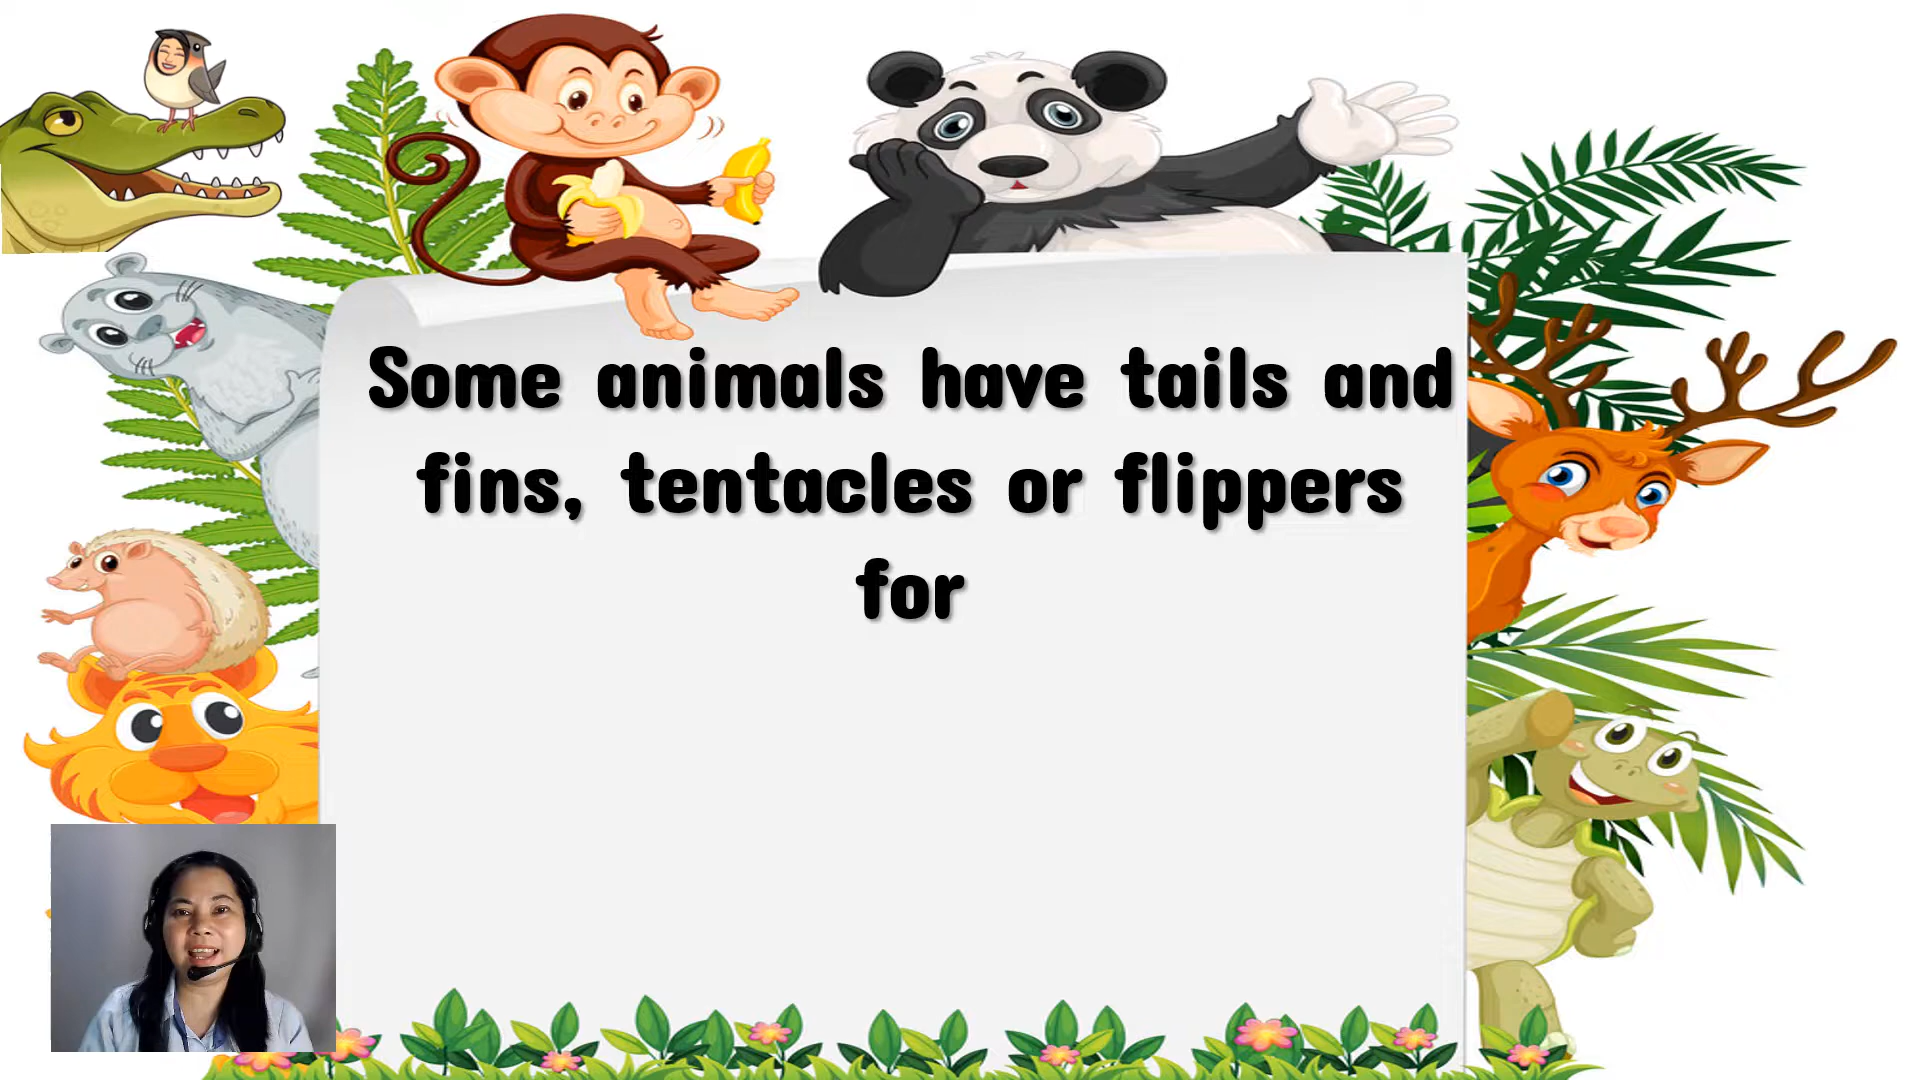 Some animals have tails and
fins, tentacles or flippers
for